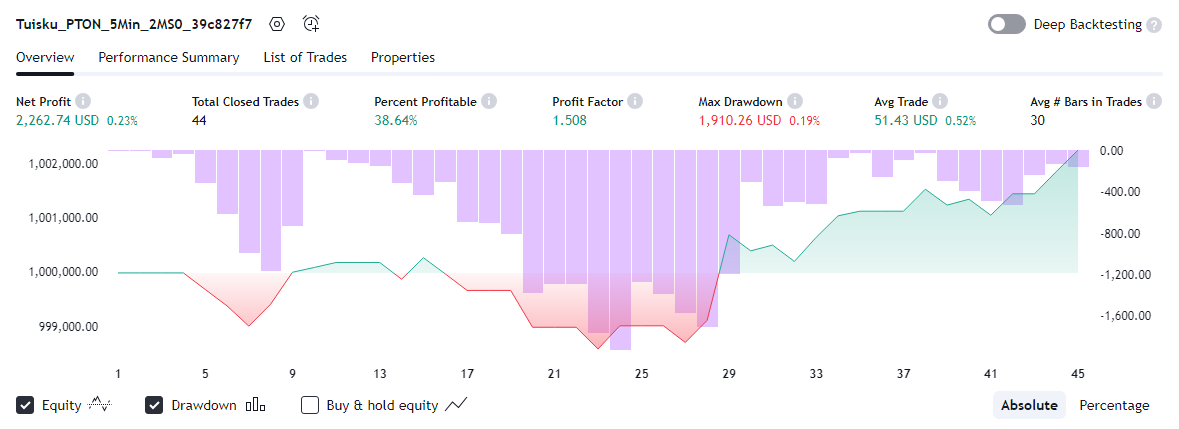 Tuisku_PTON_5Min_2MS0_39c827f7 Deep Backtesting ?
Overview Performance Summary List of Trades Properties
Net Profit i Total Closed Trades i Percent Profitable i Profit Factor i Max Drawdown i Avg Trade i Avg # Bars in Trades i
2,262.74 USD 0.23% 44 38.64% 1.508 1,910.26 USD 0.19% 51.43 USD 0.52% 30
1,002,000.00 0.00
1,001,000.00 -400.00
1,000,000.00 -800.00
999,000.00 -1,200.00
-1,600.00
1 5 9 13 17 21 25 29 33 37 41 45
Equity Drawdown Buy & hold equity Absolute Percentage